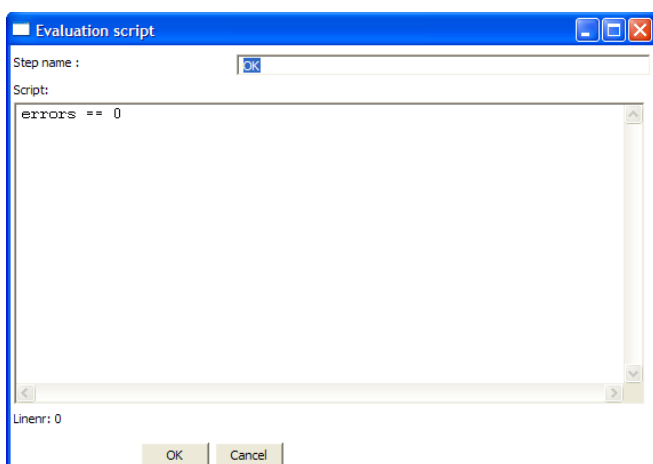 Evaluation script
Step name : OK
Script:
errors == 0
Linenr: 0
OK Cancel